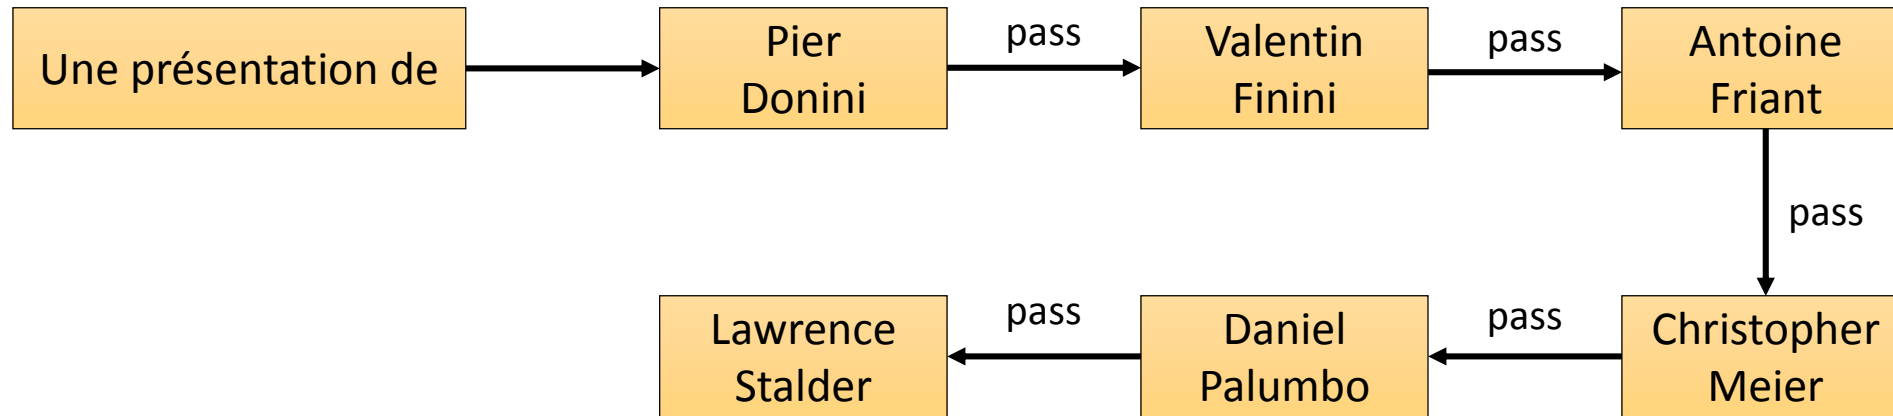 Une présentation de
Pier
Donini
pass
Valentin
Finini
pass
Antoine
Friant
pass
Christopher
Meier
pass
Daniel
Palumbo
pass
Lawrence
Stalder